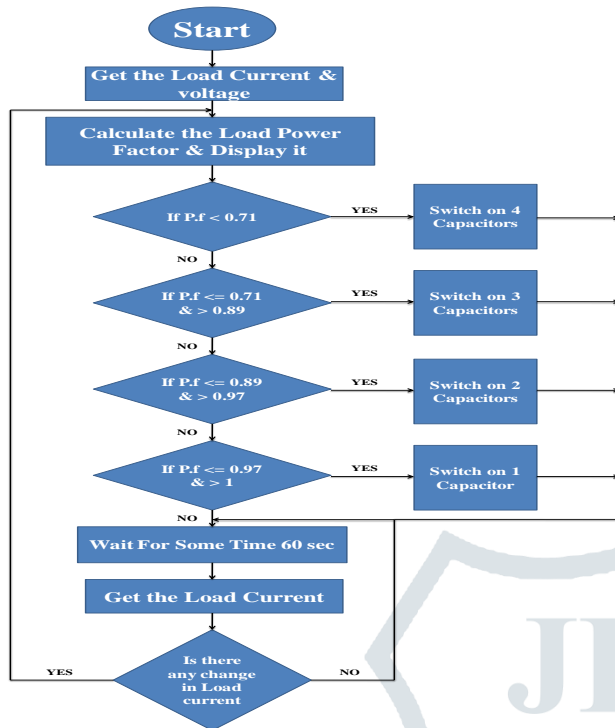 Start
Get the Load Current &
voltage
Calculate the Load Power
Factor & Display it
If P.f < 0.71
YES
Switch on 4
Capacitors
NO
If P.f <= 0.71
& > 0.89
YES
Switch on 3
Capacitors
NO
If P.f <= 0.89
& > 0.97
YES
Switch on 2
Capacitors
NO
If P.f <= 0.97
& > 1
YES
Switch on 1
Capacitor
NO
Wait For Some Time 60 sec
Get the Load Current
Is there
any change
in Load
current
YES
NO